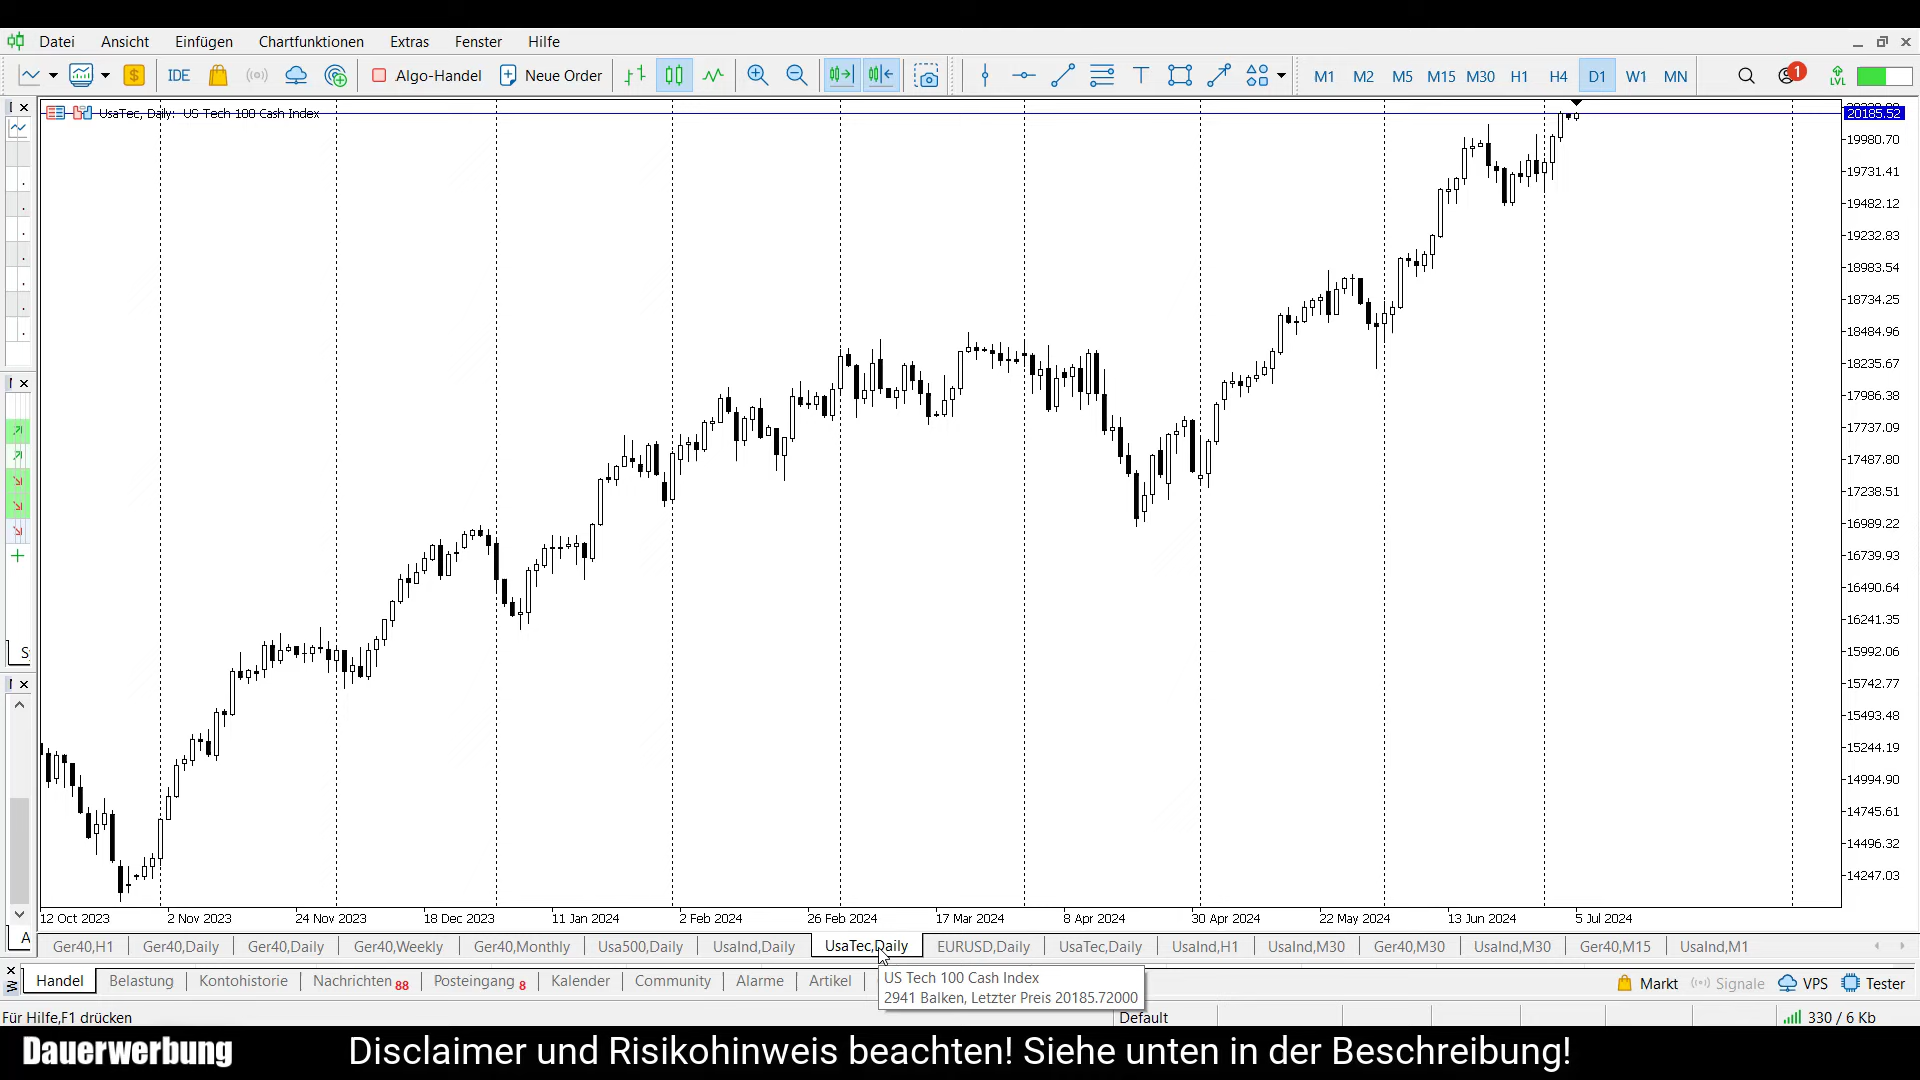 Datei Ansicht Einfügen Chartfunktionen Extras Fenster Hilfe
IDE Algo-Handel Neue Order M1 M2 M5 M15 M30 H1 H4 D1 W1 MN 1 LVL
UsaTec, Daily: US Tech 100 Cash Index
20185.52
19980.70
19731.41
19482.12
19232.83
18983.54
18734.25
18484.96
18235.67
17986.38
17737.09
17487.80
17238.51
16989.22
16739.93
16490.64
16241.35
15992.06
15742.77
15493.48
15244.19
14994.90
14745.61
14496.32
14247.03
12 Oct 2023 2 Nov 2023 24 Nov 2023 18 Dec 2023 11 Jan 2024 2 Feb 2024 26 Feb 2024 17 Mar 2024 8 Apr 2024 30 Apr 2024 22 May 2024 13 Jun 2024 5 Jul 2024
Ger40,H1 Ger40,Daily Ger40,Daily Ger40,Weekly Ger40,Monthly Usa500,Daily UsaInd,Daily UsaTec,Daily EURUSD,Daily UsaTec,Daily UsaInd,H1 UsaInd,M30 Ger40,M30 UsaInd,M30 Ger40,M15 UsaInd,M1
Handel Belastung Kontohistorie Nachrichten 88 Posteingang 8 Kalender Community Alarme Artikel Markt Signale VPS Tester
US Tech 100 Cash Index
2941 Balken, Letzter Preis 20185.72000
Für Hilfe,F1 drücken Default 330 / 6 Kb
Dauerwerbung Disclaimer und Risikohinweis beachten! Siehe unten in der Beschreibung!